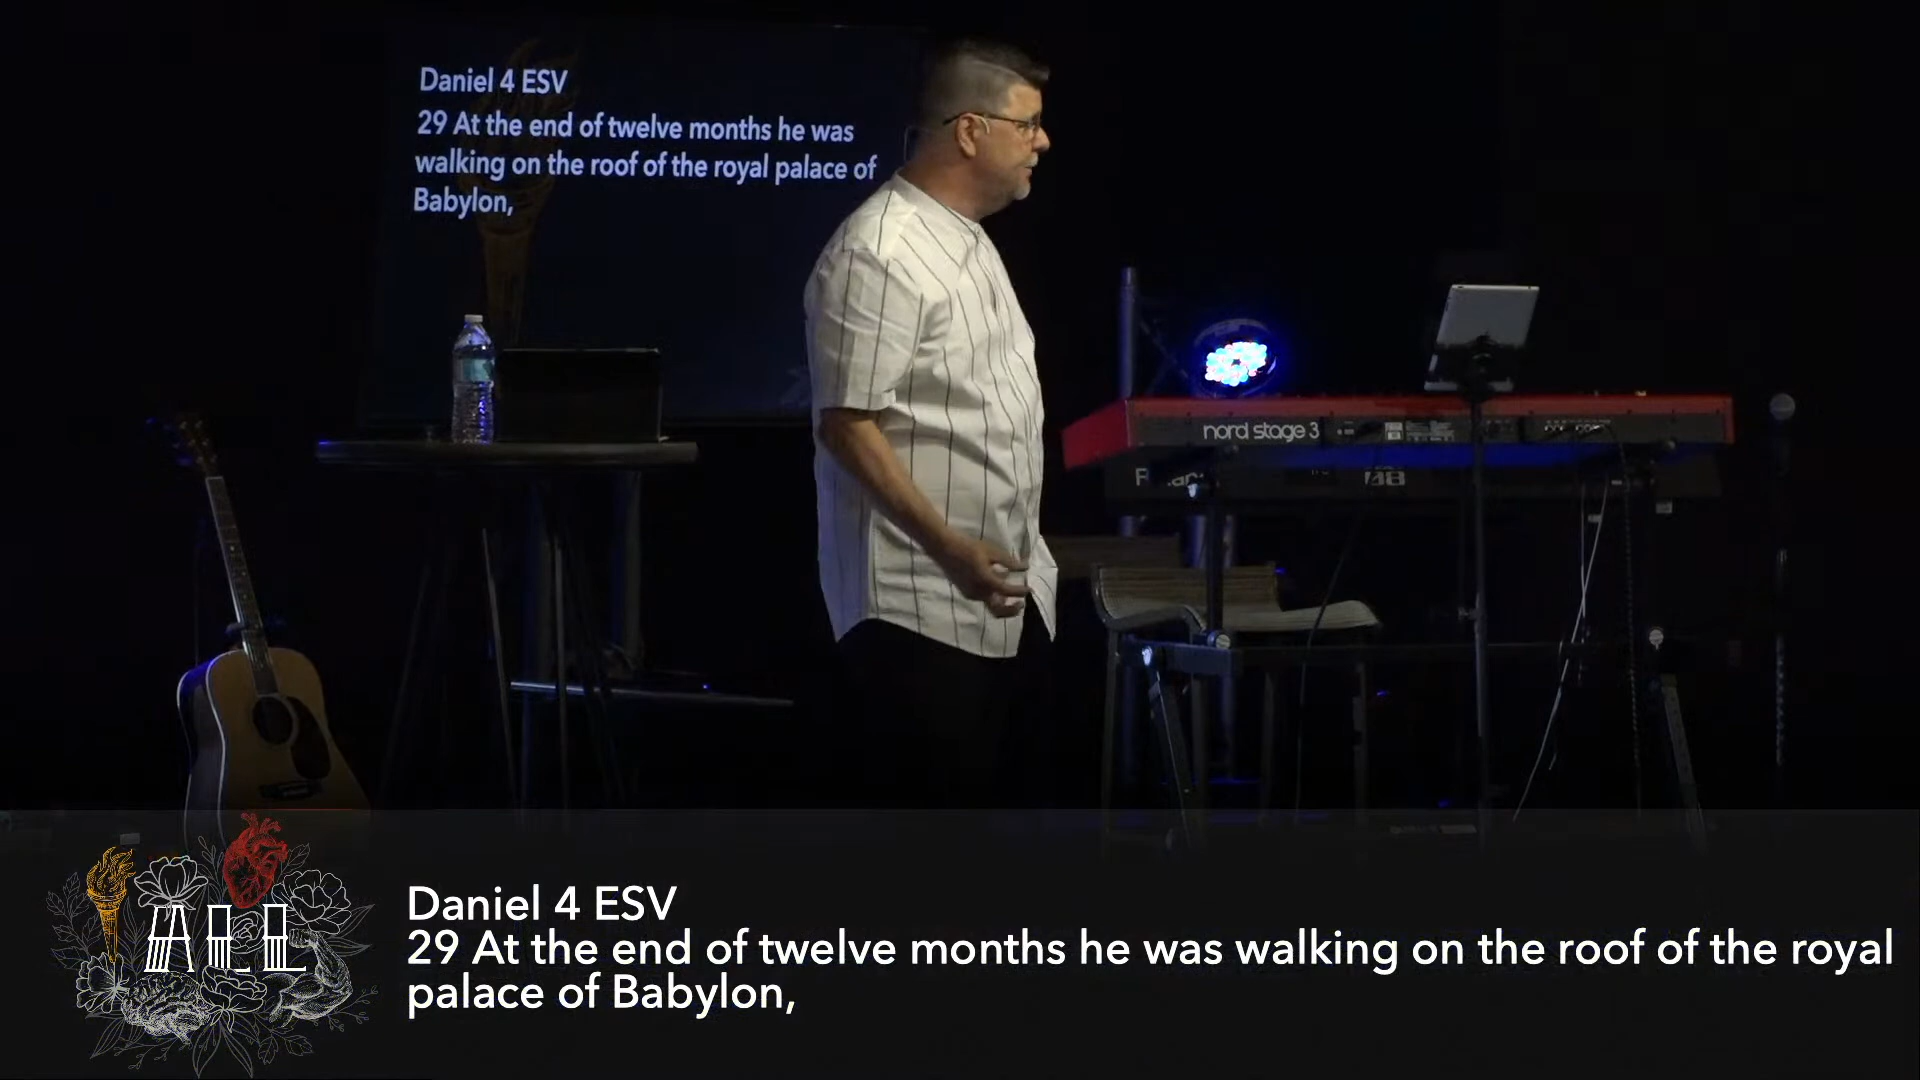 Daniel 4 ESV
29 At the end of twelve months he was
walking on the roof of the royal palace of
Babylon,
nord stage 3
ALL
Daniel 4 ESV
29 At the end of twelve months he was walking on the roof of the royal
palace of Babylon,